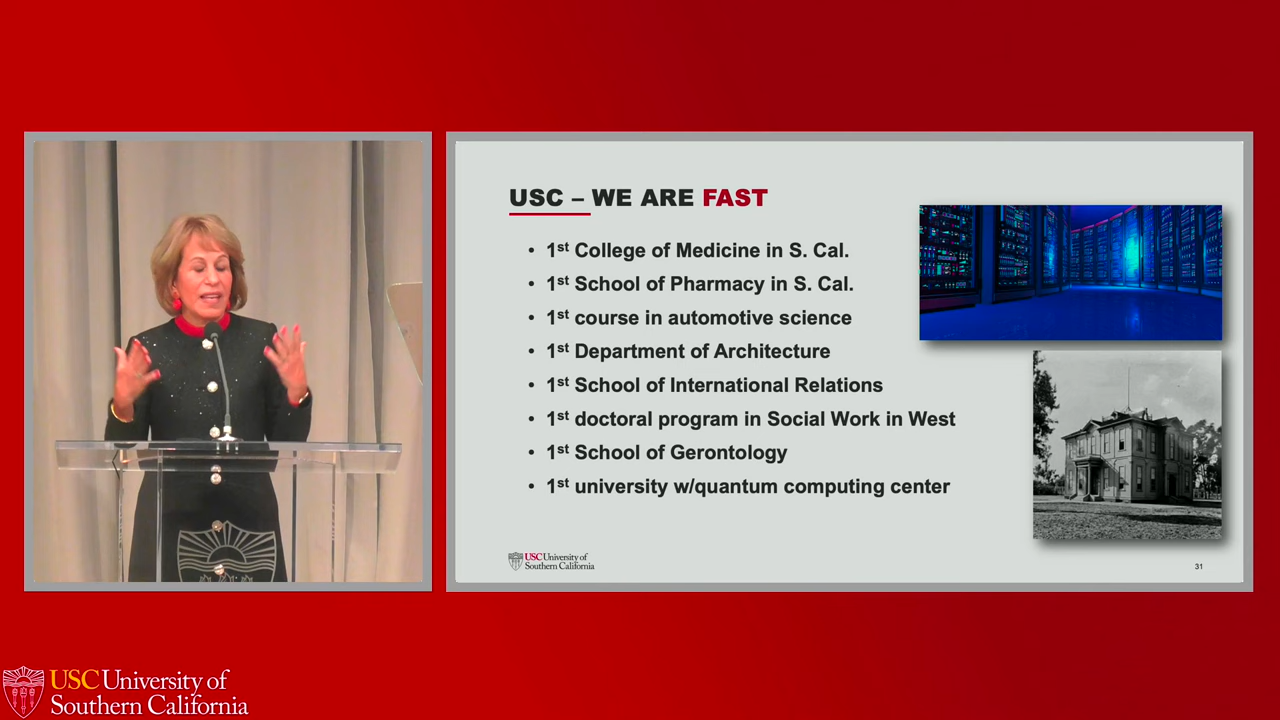 USC – WE ARE FAST
• 1st College of Medicine in S. Cal.
• 1st School of Pharmacy in S. Cal.
• 1st course in automotive science
• 1st Department of Architecture
• 1st School of International Relations
• 1st doctoral program in Social Work in West
• 1st School of Gerontology
• 1st university w/quantum computing center
USC University of
Southern California
31
USC University of
Southern California